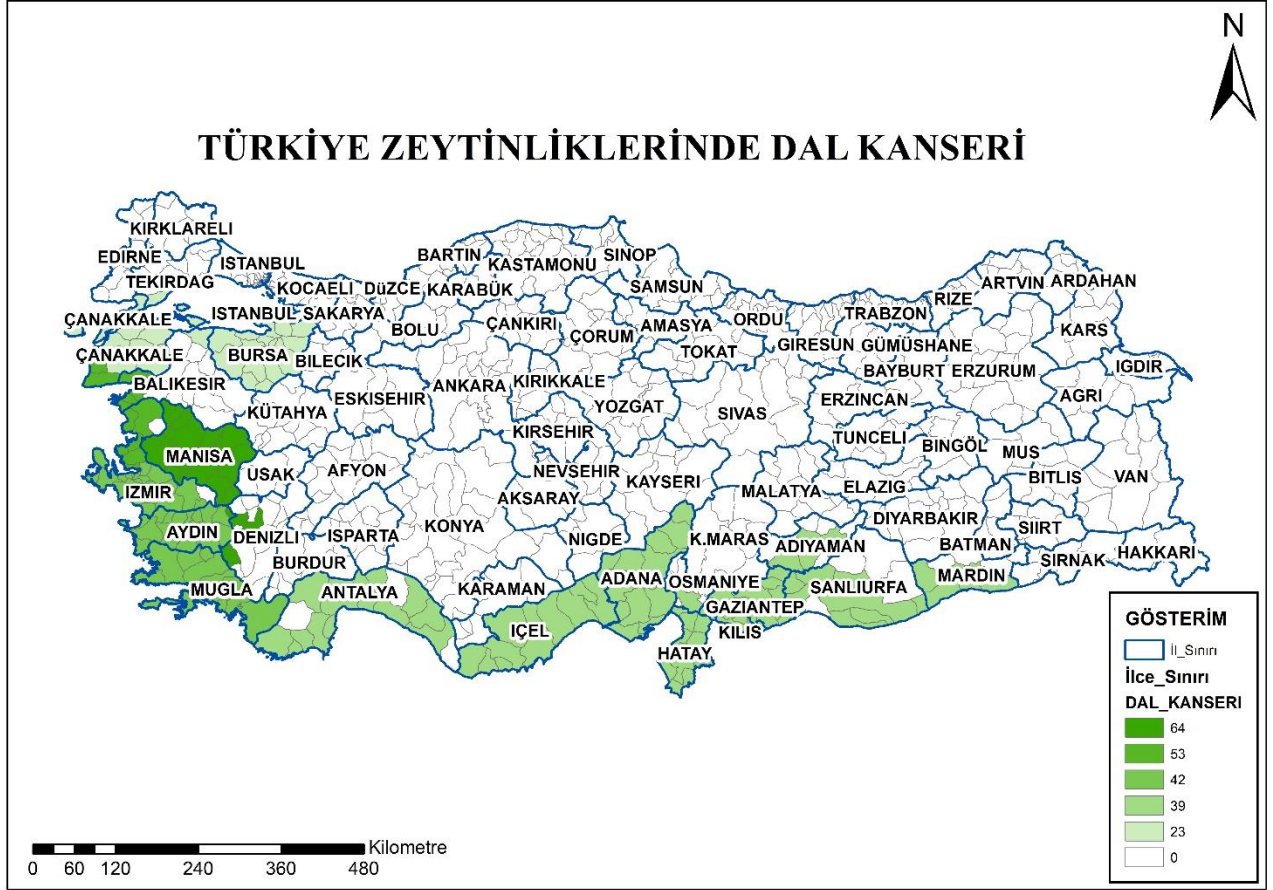 N
TÜRKİYE ZEYTİNLİKLERİNDE DAL KANSERİ
KIRKLARELI
EDIRNE
TEKIRDAG
ISTANBUL
KOCAELI
DüZCE
BARTIN
KARABÜK
KASTAMONU
SINOP
SAMSUN
ARTVIN
ARDAHAN
RIZE
TRABZON
ORDU
GIRESUN
GÜMÜSHANE
KARS
IGDIR
ÇANAKKALE
ISTANBUL
SAKARYA
BOLU
ÇANKIRI
ÇORUM
AMASYA
TOKAT
BAYBURT
ERZURUM
AGRI
ÇANAKKALE
BURSA
BILECIK
BALIKESIR
KÜTAHYA
ESKISEHIR
ANKARA
KIRIKKALE
YOZGAT
SIVAS
ERZINCAN
TUNCELI
BINGÖL
MUS
BITLIS
VAN
MANISA
USAK
AFYON
KIRSEHIR
NEVSEHIR
AKSARAY
KAYSERI
MALATYA
ELAZIG
DIYARBAKIR
BATMAN
SIIRT
SIRNAK
HAKKARI
IZMIR
AYDIN
DENIZLI
ISPARTA
BURDUR
KONYA
NIGDE
K.MARAS
ADIYAMAN
MARDIN
MUGLA
ANTALYA
KARAMAN
IÇEL
ADANA
OSMANIYE
GAZIANTEP
SANLIURFA
KILIS
HATAY
GÖSTERİM
İl_Sınırı
İlce_Sınırı
DAL_KANSERI
64
53
42
39
23
0
Kilometre
0 60 120 240 360 480